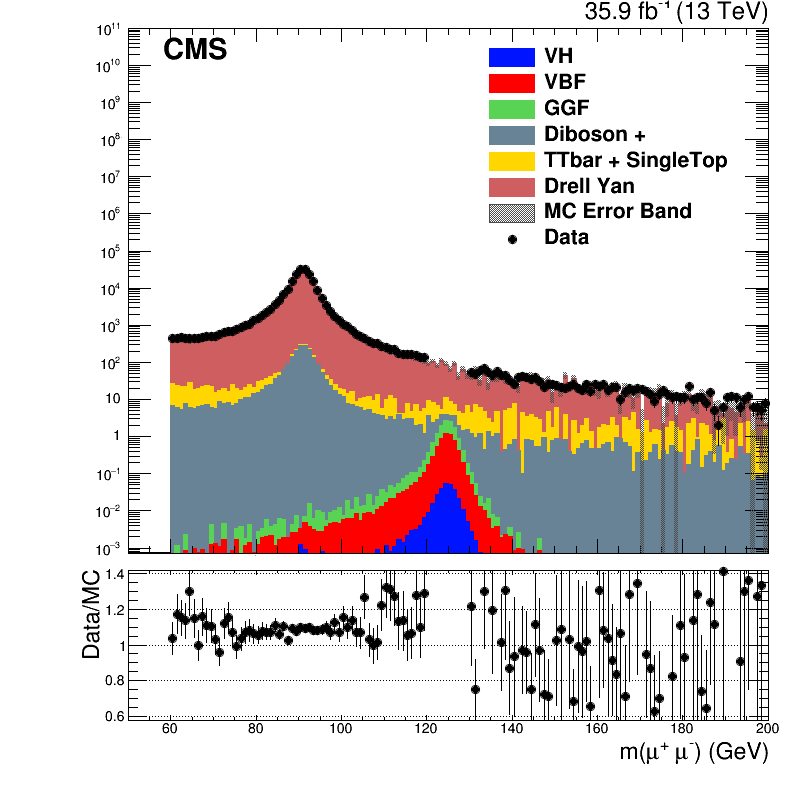 35.9 fb⁻¹ (13 TeV)
CMS
VH
VBF
GGF
Diboson +
TTbar + SingleTop
Drell Yan
MC Error Band
Data
10¹¹
10¹⁰
10⁹
10⁸
10⁷
10⁶
10⁵
10⁴
10³
10²
10
1
10⁻¹
10⁻²
10⁻³
Data/MC
1.4
1.2
1
0.8
0.6
60 80 100 120 140 160 180 200
m(μ⁺ μ⁻) (GeV)